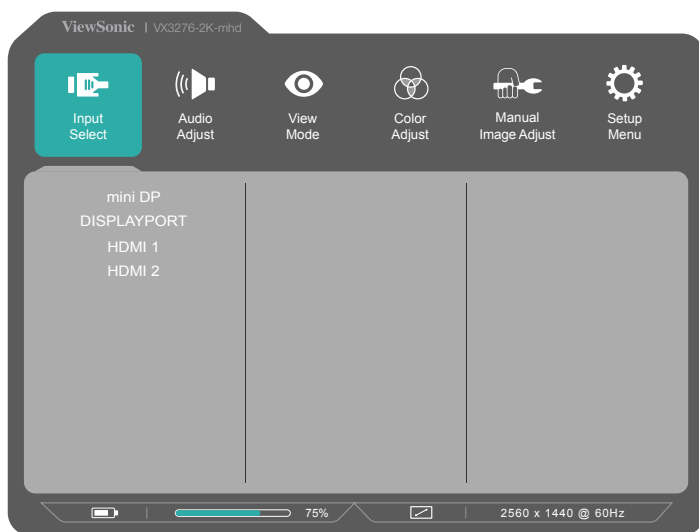 ViewSonic | VX3276-2K-mhd
Input
Select
Audio
Adjust
View
Mode
Color
Adjust
Manual
Image Adjust
Setup
Menu
mini DP
DISPLAYPORT
HDMI 1
HDMI 2
75%
2560 x 1440 @ 60Hz